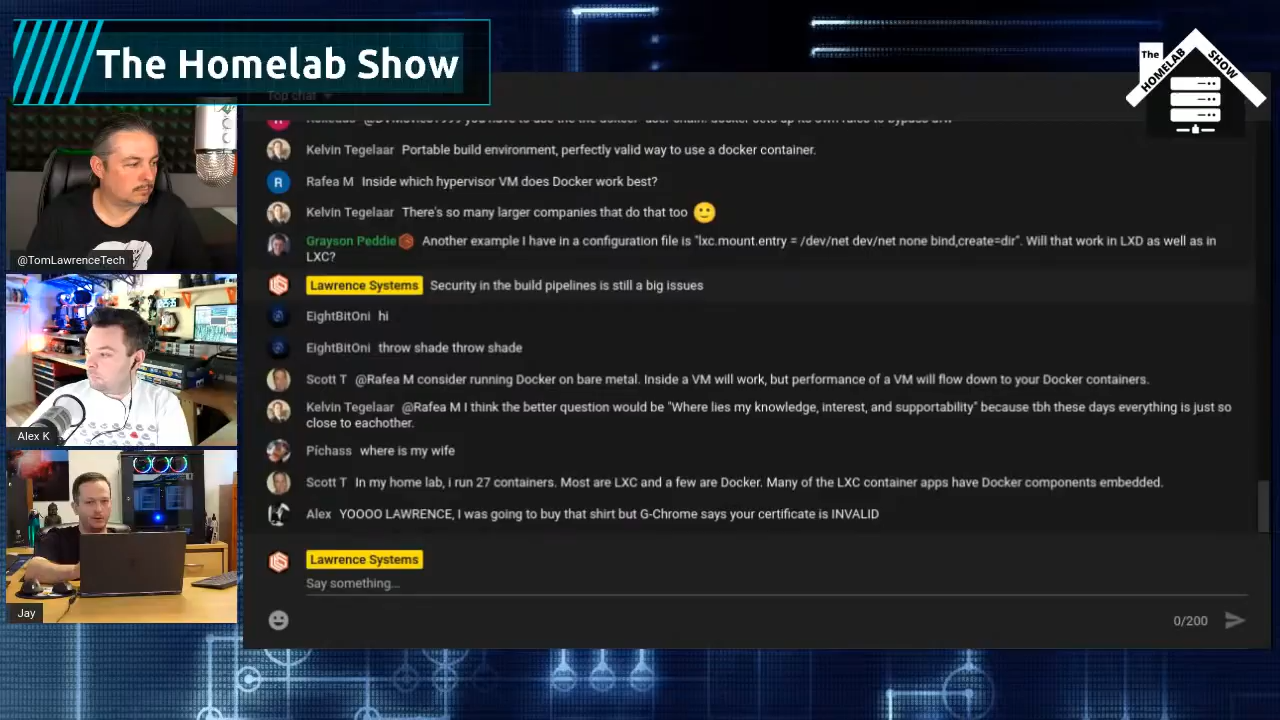 The Homelab Show
The
HOMELAB
SHOW
Top chat
@TomLawrenceTech
Alex K
Jay
Kelvin Tegelaar Portable build environment, perfectly valid way to use a docker container.
R Rafea M Inside which hypervisor VM does Docker work best?
Kelvin Tegelaar There's so many larger companies that do that too
Grayson Peddie Another example I have in a configuration file is "lxc.mount.entry = /dev/net dev/net none bind,create=dir". Will that work in LXD as well as in
LXC?
Lawrence Systems Security in the build pipelines is still a big issues
EightBitOni hi
EightBitOni throw shade throw shade
Scott T @Rafea M consider running Docker on bare metal. Inside a VM will work, but performance of a VM will flow down to your Docker containers.
Kelvin Tegelaar @Rafea M I think the better question would be "Where lies my knowledge, interest, and supportability" because tbh these days everything is just so
close to eachother.
Píchass where is my wife
Scott T In my home lab, i run 27 containers. Most are LXC and a few are Docker. Many of the LXC container apps have Docker components embedded.
Alex YOOOO LAWRENCE, I was going to buy that shirt but G-Chrome says your certificate is INVALID
Lawrence Systems
Say something...
0/200